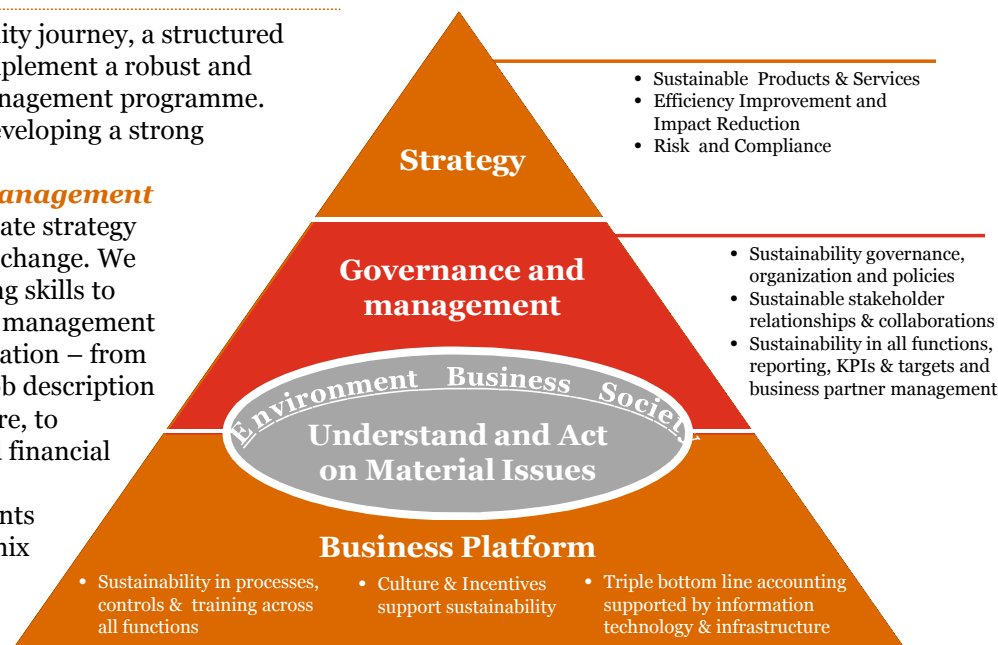 ity journey, a structured
plement a robust and
nagement programme.
eveloping a strong
anagement
ate strategy
change. We
ng skills to
management
ation – from
ob description
re, to
financial
nts
nix
Strategy
• Sustainable Products & Services
• Efficiency Improvement and
Impact Reduction
• Risk and Compliance
Governance and
management
• Sustainability governance,
organization and policies
• Sustainable stakeholder
relationships & collaborations
• Sustainability in all functions,
reporting, KPIs & targets and
business partner management
Environment Business Society
Understand and Act
on Material Issues
Business Platform
• Sustainability in processes,
controls & training across
all functions
• Culture & Incentives
support sustainability
• Triple bottom line accounting
supported by information
technology & infrastructure